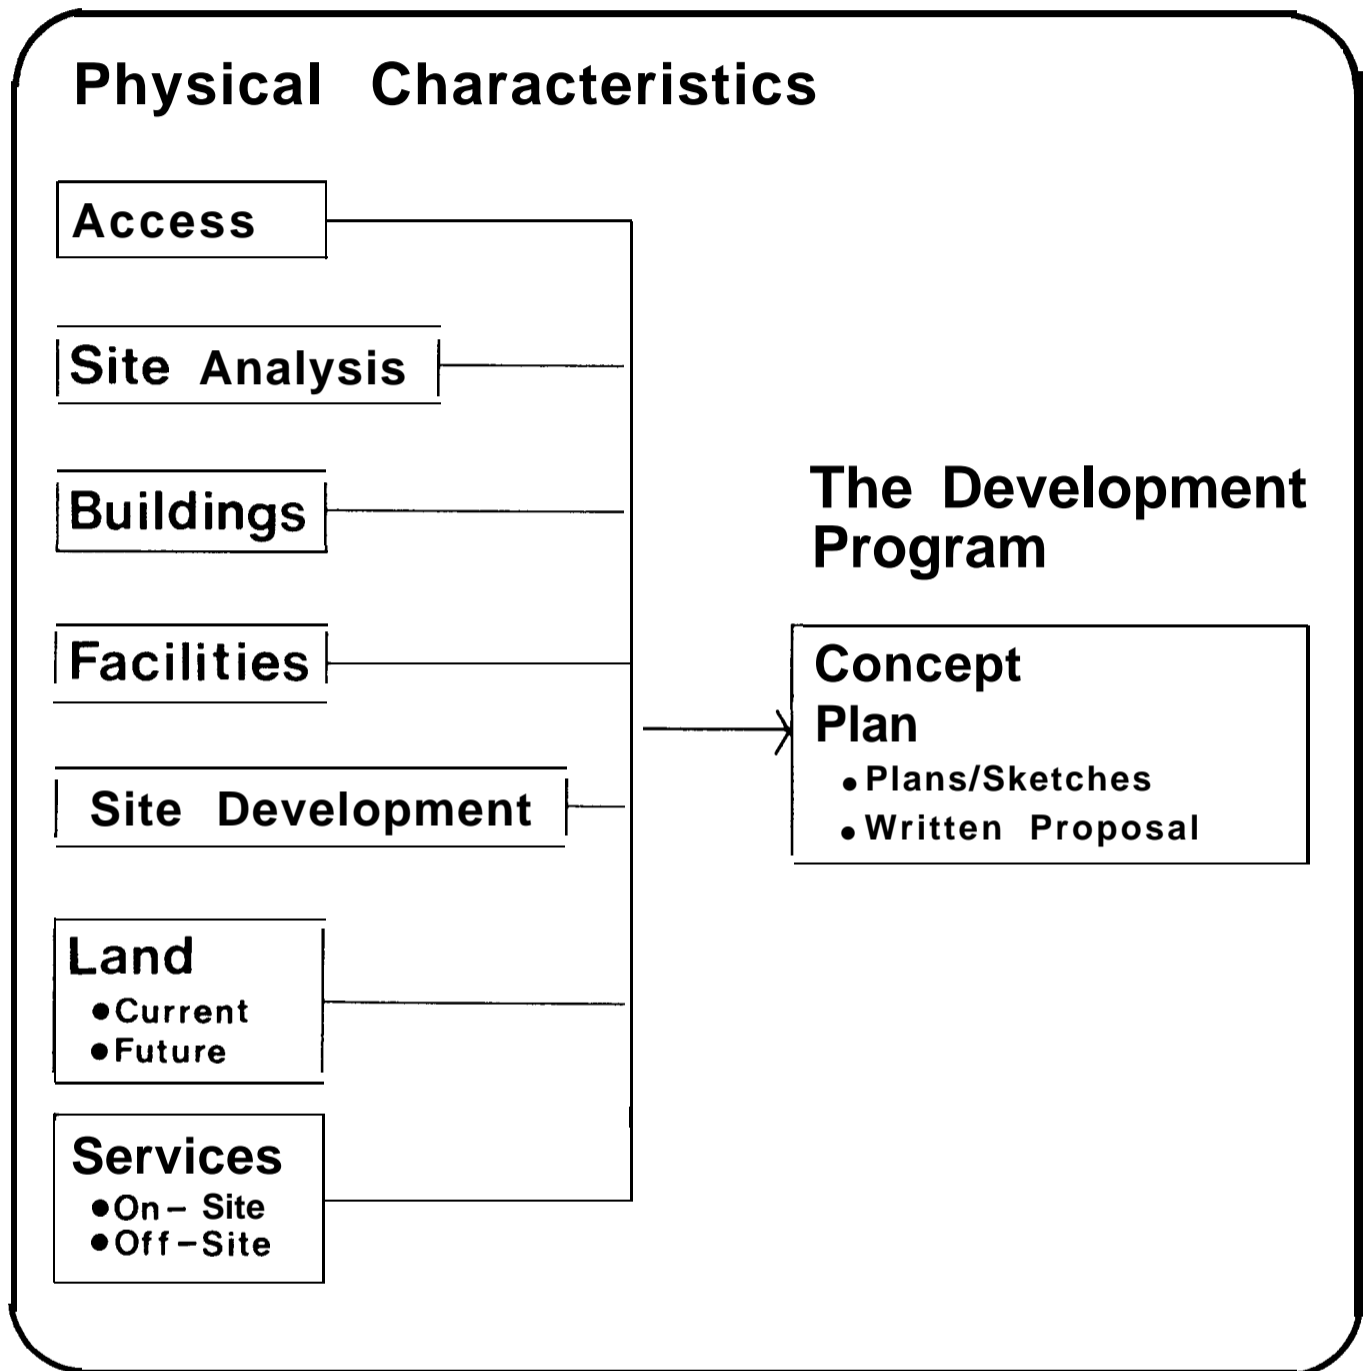 Physical Characteristics
Access
Site Analysis
Buildings
Facilities
Site Development
Land
•Current
•Future
Services
•On- Site
•Off-Site
The Development
Program
Concept
Plan
• Plans/Sketches
• Written Proposal